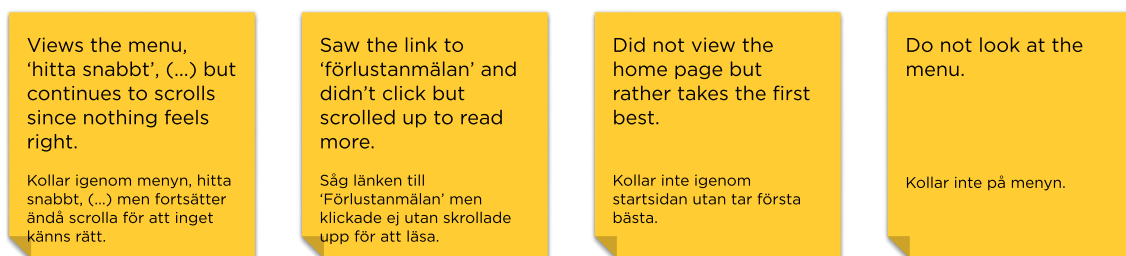 Views the menu,
‘hitta snabbt’, (...) but
continues to scrolls
since nothing feels
right.
Kollar igenom menyn, hitta
snabbt, (...) men fortsätter
ändå scrolla för att inget
känns rätt.
Saw the link to
‘förlustanmälan’ and
didn’t click but
scrolled up to read
more.
Såg länken till
‘Förlustanmälan’ men
klickade ej utan skrollade
upp för att läsa.
Did not view the
home page but
rather takes the first
best.
Kollar inte igenom
startsidan utan tar första
bästa.
Do not look at the
menu.
Kollar inte på menyn.